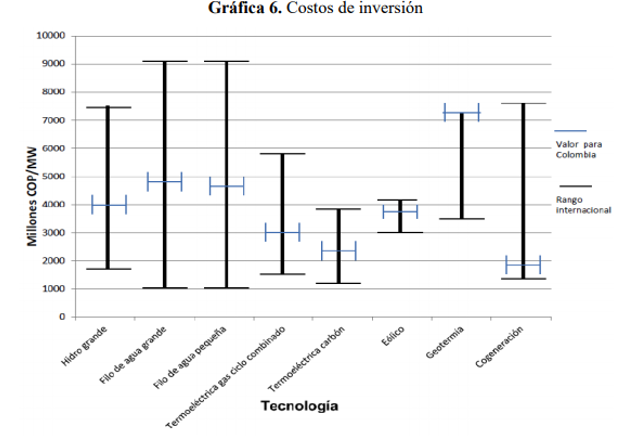 Gráfica 6. Costos de inversión
10000
9000
8000
7000
6000
5000
4000
3000
2000
1000
0
Millones COP/MW
Hidro grande
Filo de agua grande
Filo de agua pequeña
Termoeléctrica gas ciclo combinado
Termoeléctrica carbón
Eólico
Geotermia
Cogeneración
Tecnología
Valor para
Colombia
Rango
internacional